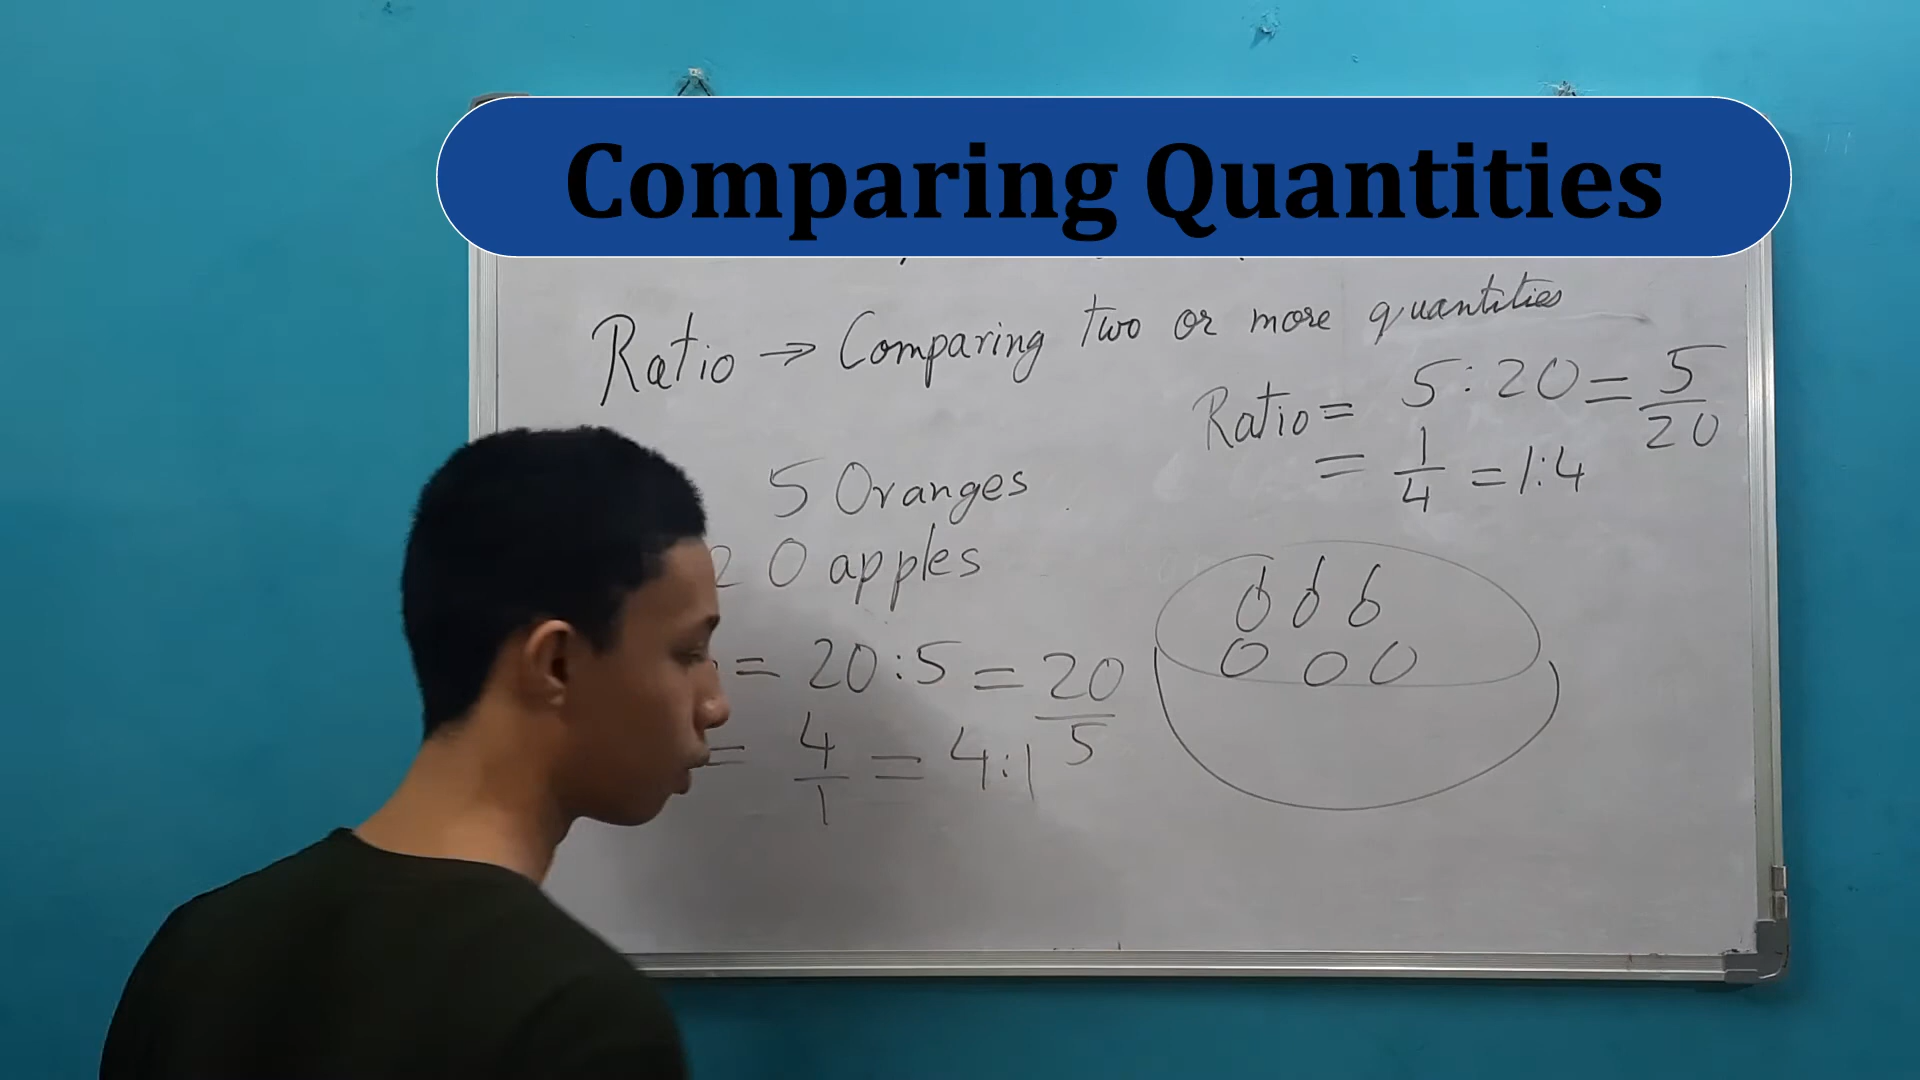 Comparing Quantities
Ratio → Comparing two or more quantities
Ratio = 5:20 = 5/20
= 1/4 = 1:4
5 Oranges
20 apples
= 20:5 = 20/5
= 4/1 = 4:1